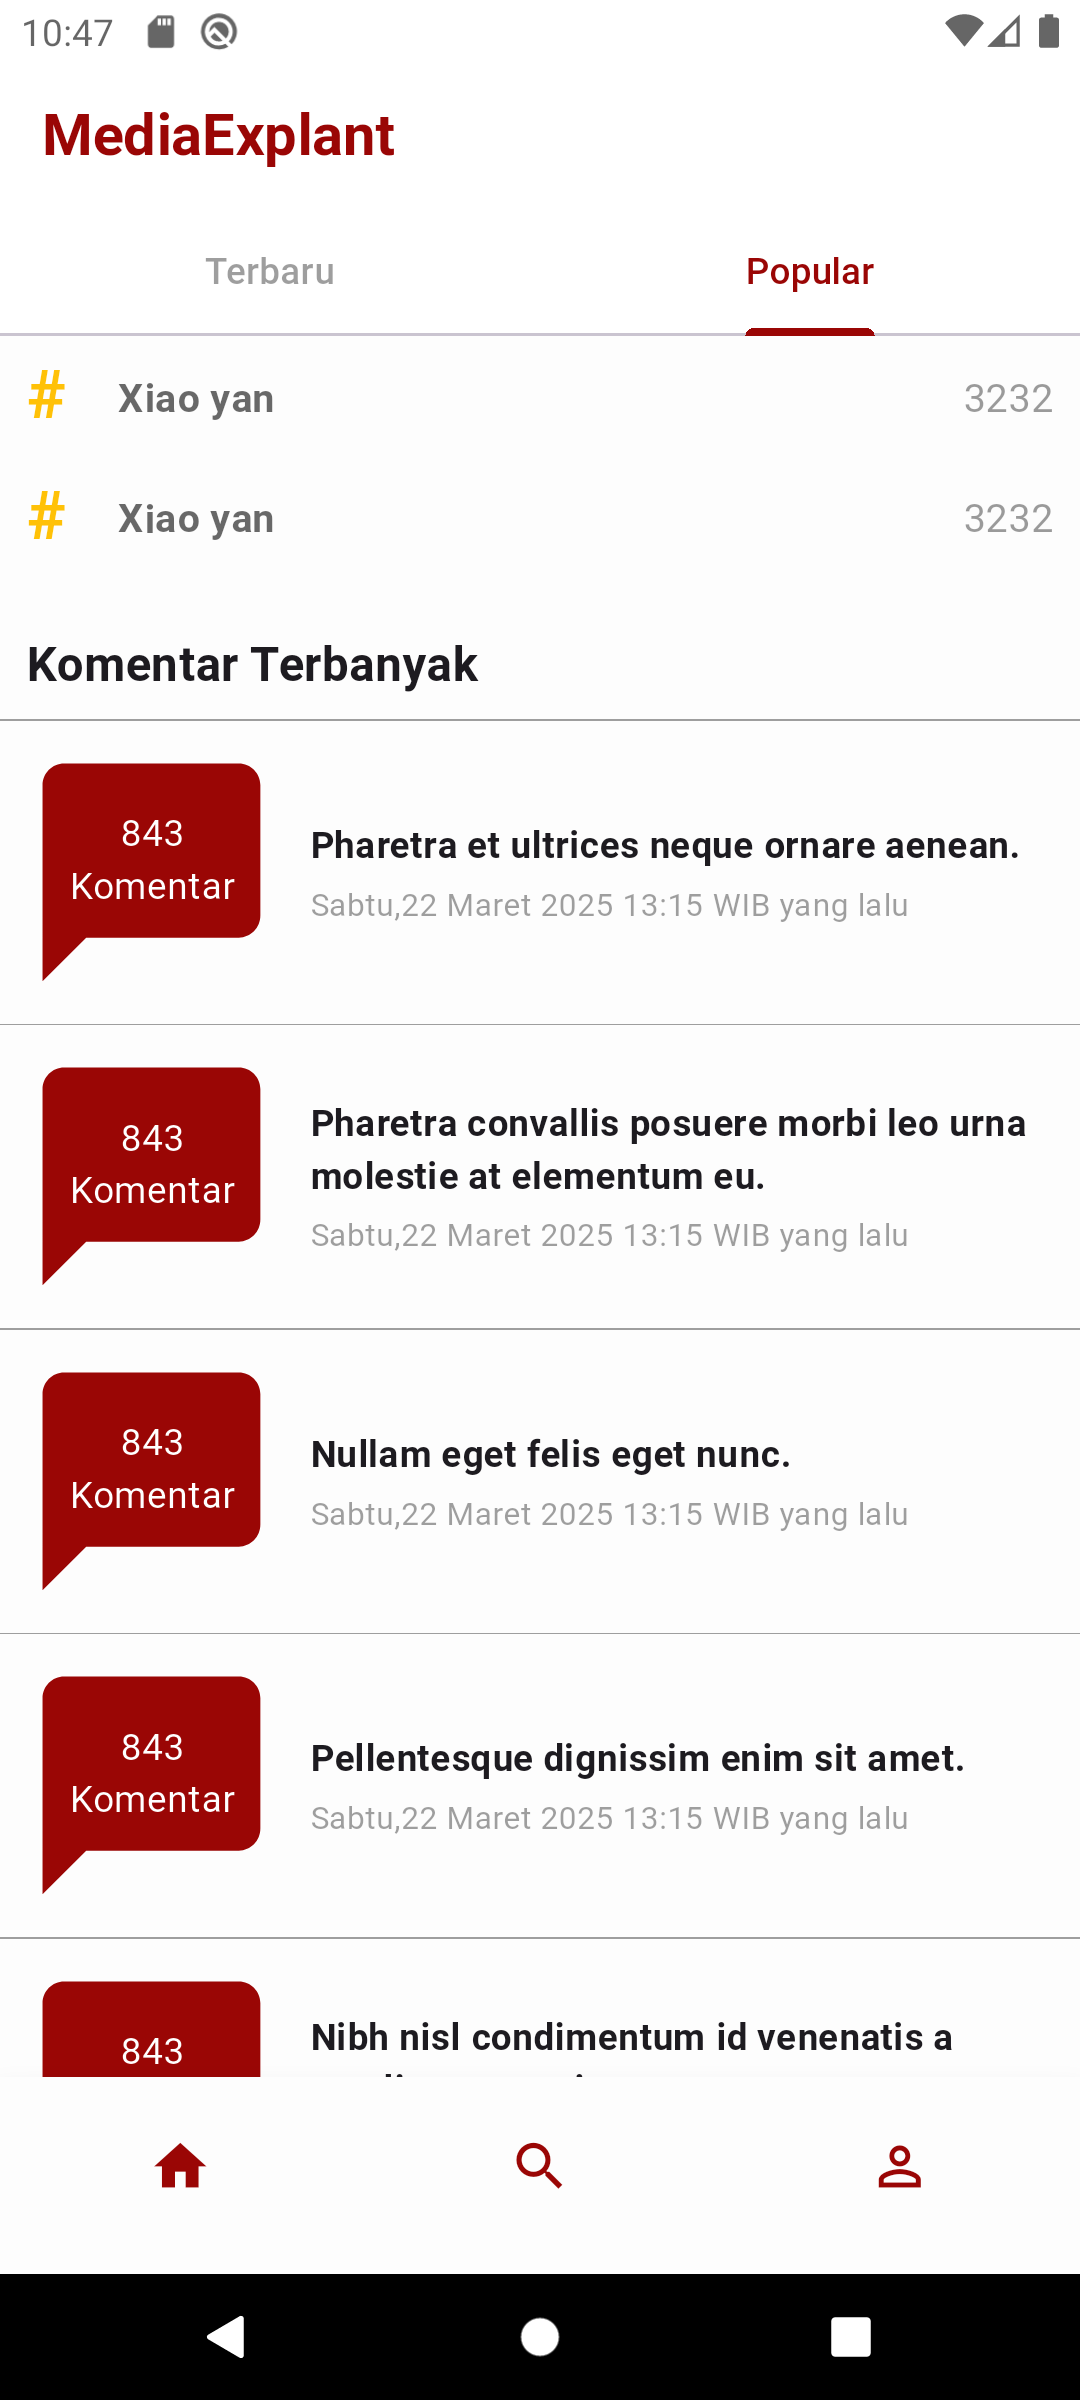 10:47
MediaExplant
Terbaru
Popular
# Xiao yan 3232
# Xiao yan 3232
Komentar Terbanyak
843
Komentar
Pharetra et ultrices neque ornare aenean.
Sabtu,22 Maret 2025 13:15 WIB yang lalu
843
Komentar
Pharetra convallis posuere morbi leo urna
molestie at elementum eu.
Sabtu,22 Maret 2025 13:15 WIB yang lalu
843
Komentar
Nullam eget felis eget nunc.
Sabtu,22 Maret 2025 13:15 WIB yang lalu
843
Komentar
Pellentesque dignissim enim sit amet.
Sabtu,22 Maret 2025 13:15 WIB yang lalu
843
Nibh nisl condimentum id venenatis a